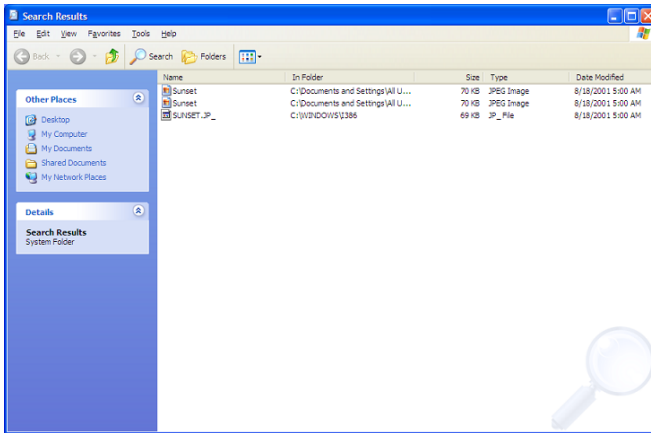 Search Results
File Edit View Favorites Tools Help
Back Search Folders
Name In Folder Size Type Date Modified
Sunset C:\Documents and Settings\All U... 70 KB JPEG Image 8/18/2001 5:00 AM
Sunset C:\Documents and Settings\All U... 70 KB JPEG Image 8/18/2001 5:00 AM
SUNSET.JP_ C:\WINDOWS\I386 69 KB JP_ File 8/18/2001 5:00 AM
Other Places
Desktop
My Computer
My Documents
Shared Documents
My Network Places
Details
Search Results
System Folder